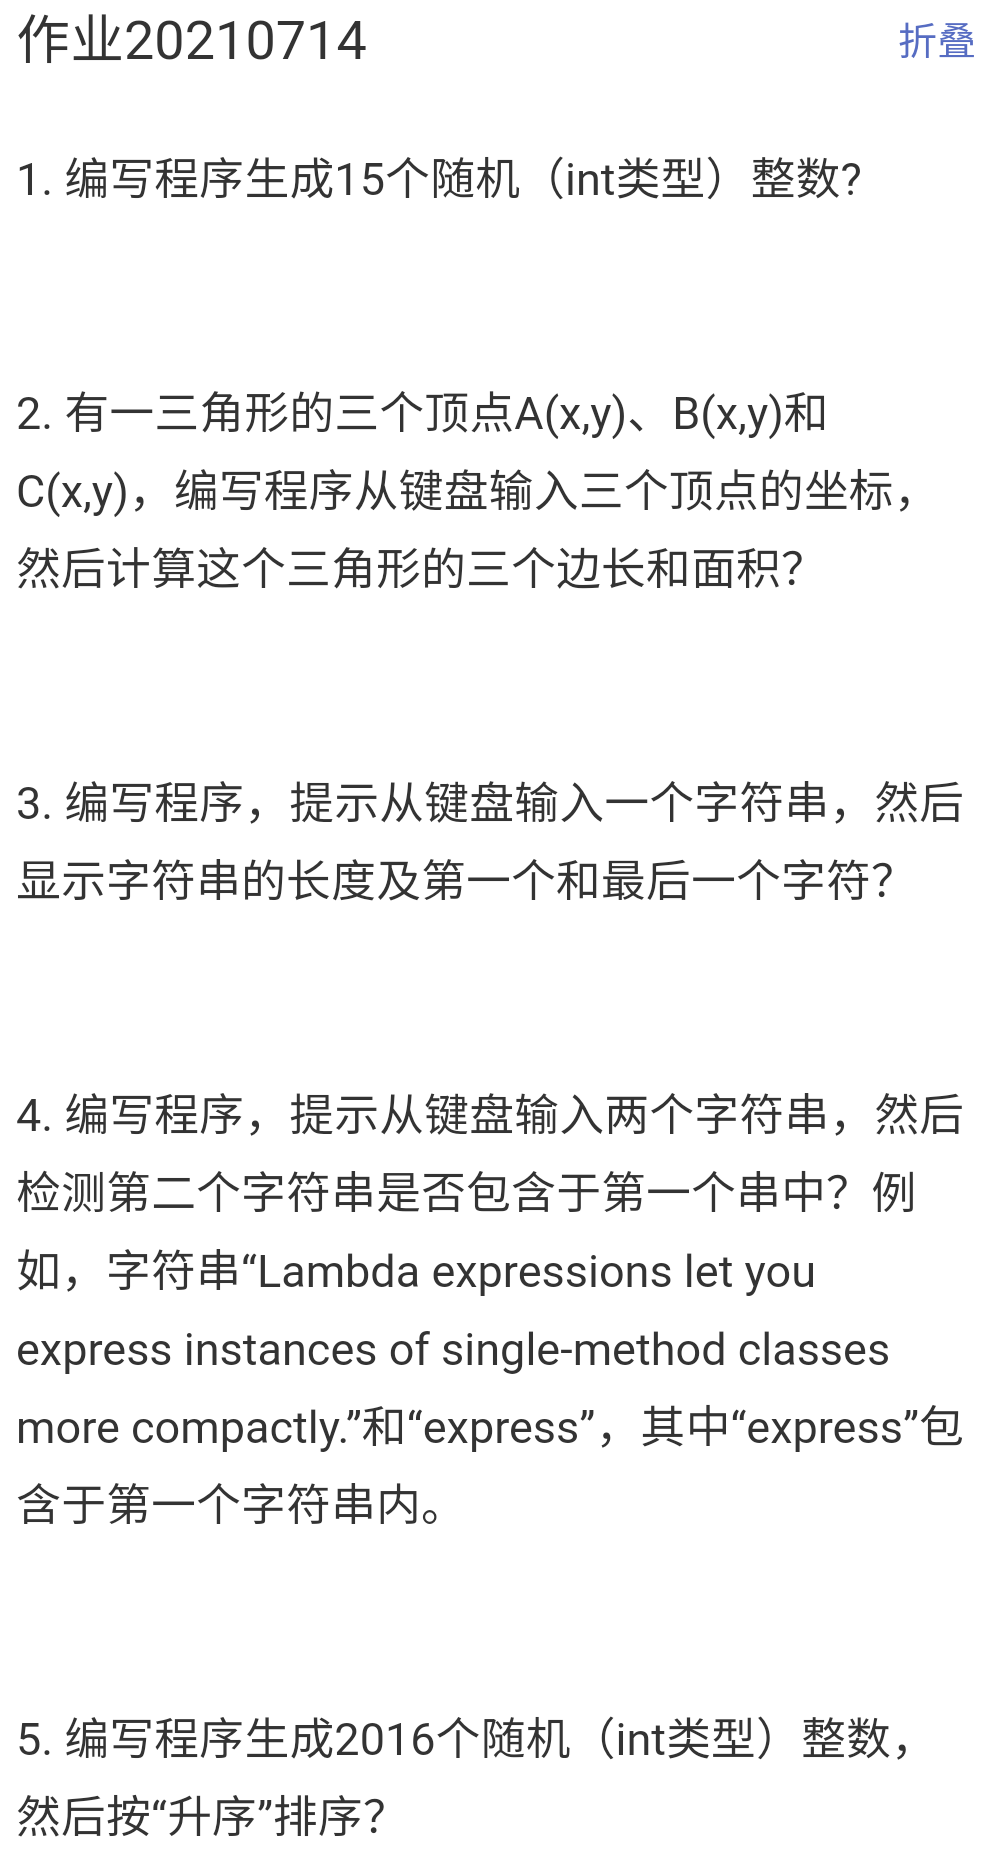 作业20210714
折叠
1. 编写程序生成15个随机（int类型）整数?
2. 有一三角形的三个顶点A(x,y)、B(x,y)和
C(x,y)，编写程序从键盘输入三个顶点的坐标，
然后计算这个三角形的三个边长和面积？
3. 编写程序，提示从键盘输入一个字符串，然后
显示字符串的长度及第一个和最后一个字符？
4. 编写程序，提示从键盘输入两个字符串，然后
检测第二个字符串是否包含于第一个串中？例
如，字符串“Lambda expressions let you
express instances of single-method classes
more compactly.”和“express”，其中“express”包
含于第一个字符串内。
5. 编写程序生成2016个随机（int类型）整数，
然后按“升序”排序？